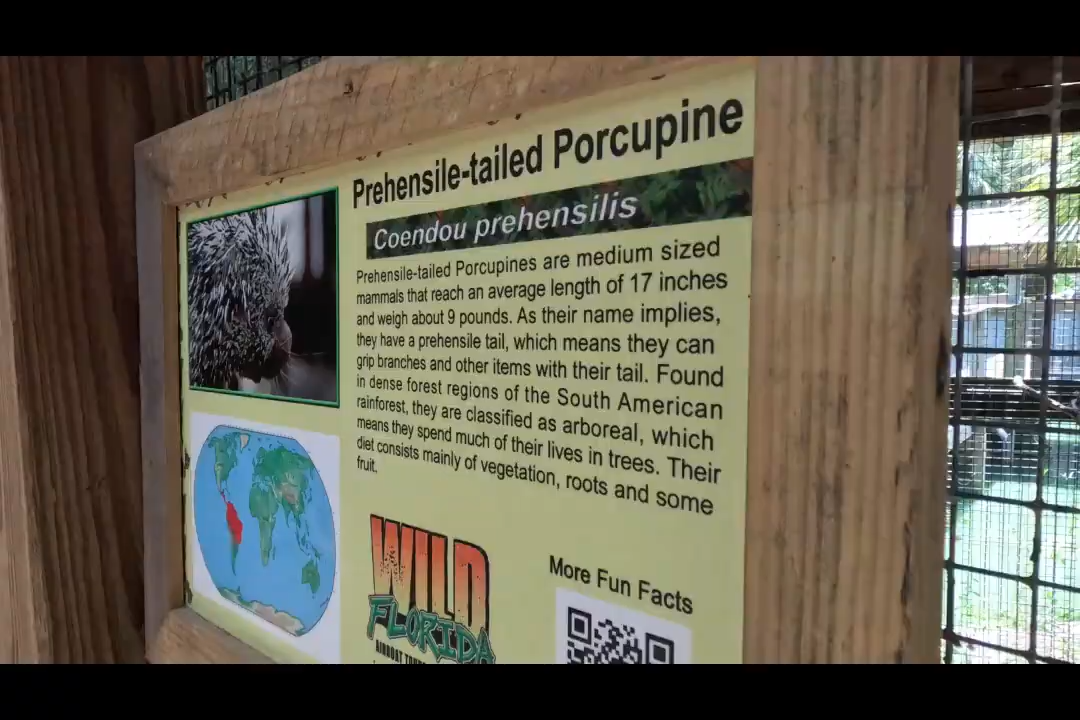 Prehensile-tailed Porcupine
Coendou prehensilis
Prehensile-tailed Porcupines are medium sized
mammals that reach an average length of 17 inches
and weigh about 9 pounds. As their name implies,
they have a prehensile tail, which means they can
grip branches and other items with their tail. Found
in dense forest regions of the South American
rainforest, they are classified as arboreal, which
means they spend much of their lives in trees. Their
diet consists mainly of vegetation, roots and some
fruit.
WILD
FLORIDA
AIRBOAT
More Fun Facts